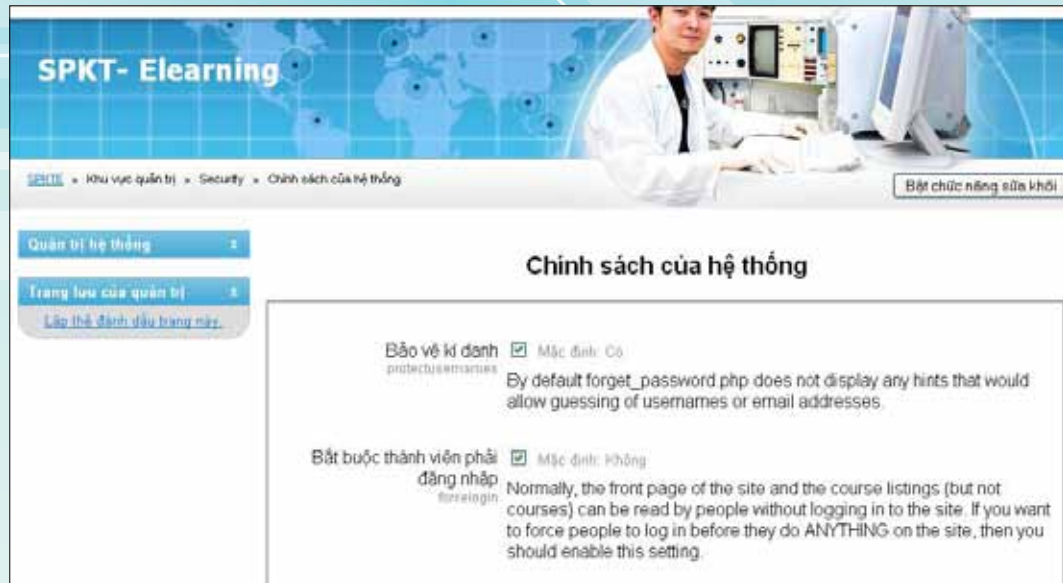 SPKT- Elearning
SPKTE » Khu vực quản trị » Security » Chính sách của hệ thống
Bật chức năng sửa khối
Quản trị hệ thống
Trang lưu của quản trị
Lập thẻ đánh dấu trang này.
Chính sách của hệ thống
Bảo vệ kí danh Mặc định: Có
protectusernames
By default forget_password.php does not display any hints that would
allow guessing of usernames or email addresses.
Bắt buộc thành viên phải Mặc định: Không
đăng nhập
forcelogin
Normally, the front page of the site and the course listings (but not
courses) can be read by people without logging in to the site. If you want
to force people to log in before they do ANYTHING on the site, then you
should enable this setting.